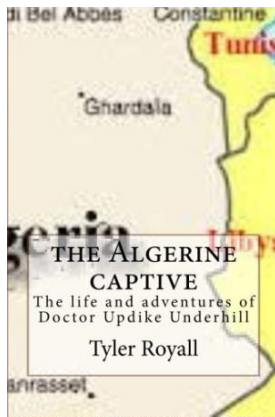 di Bel Abbès Constantine
Tunis
Ghardaïa
geria
Libya
THE ALGERINE
CAPTIVE
The life and adventures of
Doctor Updike Underhill
Tyler Royall
anrasset